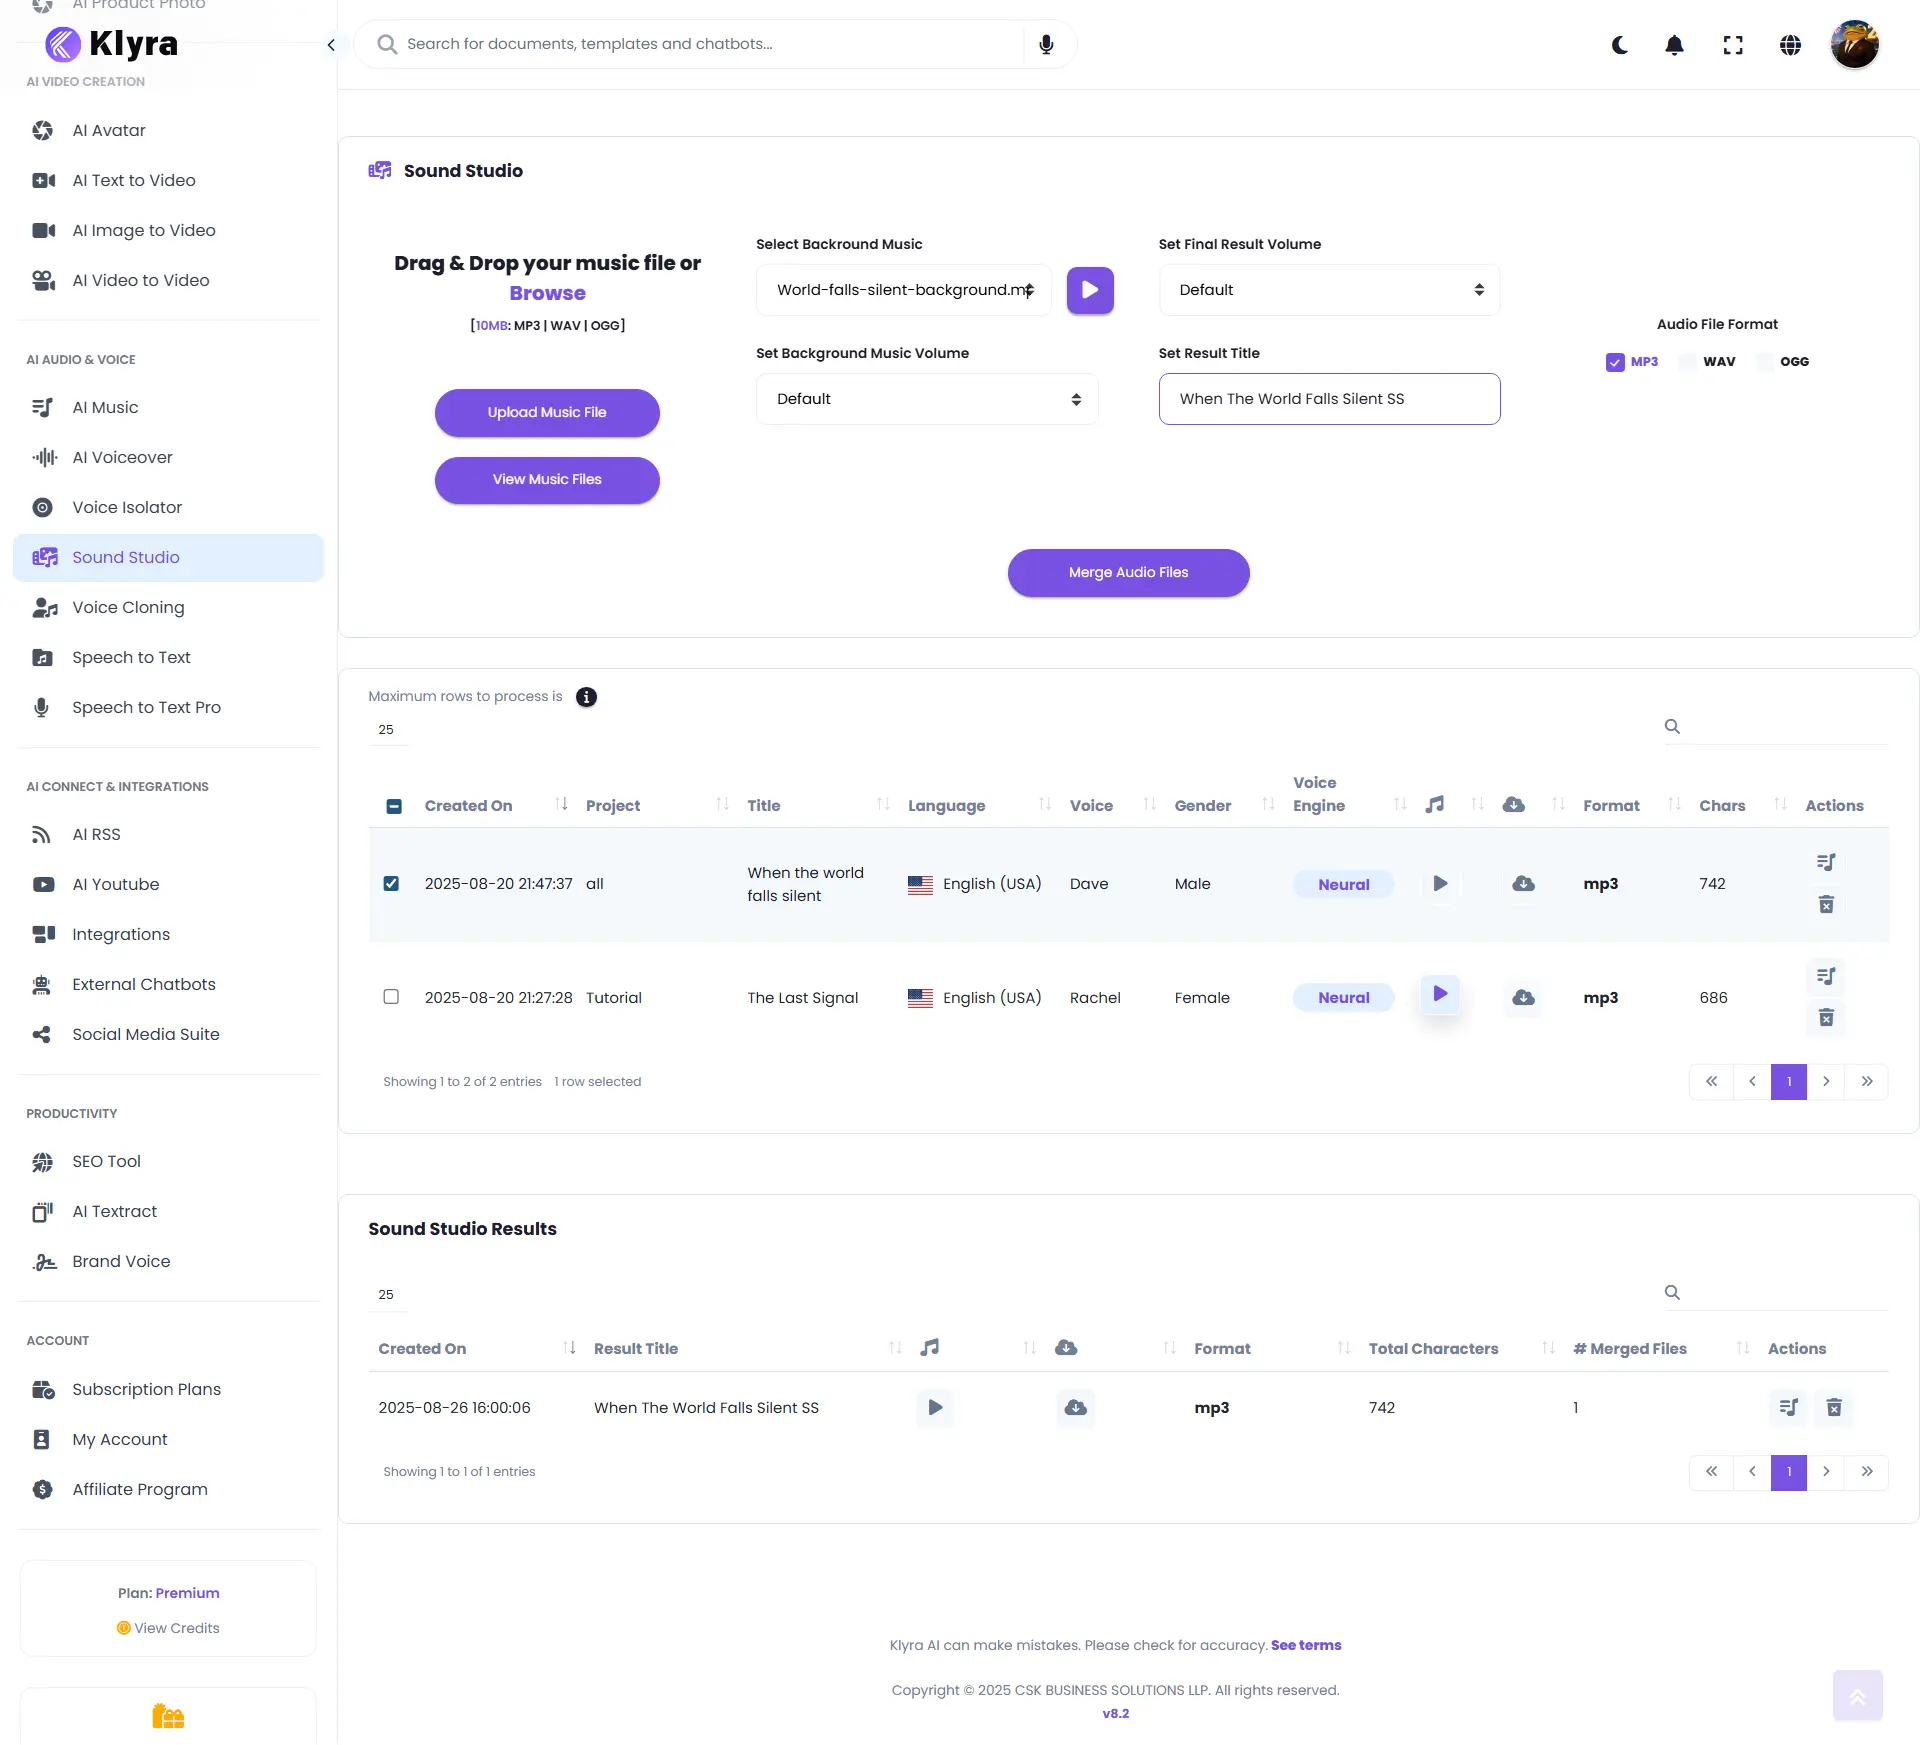 AI Product Photo
Klyra
Search for documents, templates and chatbots...
AI VIDEO CREATION
AI Avatar
AI Text to Video
AI Image to Video
AI Video to Video
AI AUDIO & VOICE
AI Music
AI Voiceover
Voice Isolator
Sound Studio
Voice Cloning
Speech to Text
Speech to Text Pro
AI CONNECT & INTEGRATIONS
AI RSS
AI Youtube
Integrations
External Chatbots
Social Media Suite
PRODUCTIVITY
SEO Tool
AI Textract
Brand Voice
ACCOUNT
Subscription Plans
My Account
Affiliate Program
Plan: Premium
View Credits
Sound Studio
Drag & Drop your music file or
Browse
[10MB: MP3 | WAV | OGG]
Upload Music File
View Music Files
Select Backround Music
World-falls-silent-background.mp
Set Background Music Volume
Default
Set Final Result Volume
Default
Set Result Title
When The World Falls Silent SS
Audio File Format
MP3 WAV OGG
Merge Audio Files
Maximum rows to process is
25
Created On Project Title Language Voice Gender Voice Engine Format Chars Actions
2025-08-20 21:47:37 all When the world falls silent English (USA) Dave Male Neural mp3 742
2025-08-20 21:27:28 Tutorial The Last Signal English (USA) Rachel Female Neural mp3 686
Showing 1 to 2 of 2 entries 1 row selected
« ‹ 1 › »
Sound Studio Results
25
Created On Result Title Format Total Characters # Merged Files Actions
2025-08-26 16:00:06 When The World Falls Silent SS mp3 742 1
Showing 1 to 1 of 1 entries
« ‹ 1 › »
Klyra AI can make mistakes. Please check for accuracy. See terms
Copyright © 2025 CSK BUSINESS SOLUTIONS LLP. All rights reserved.
v8.2